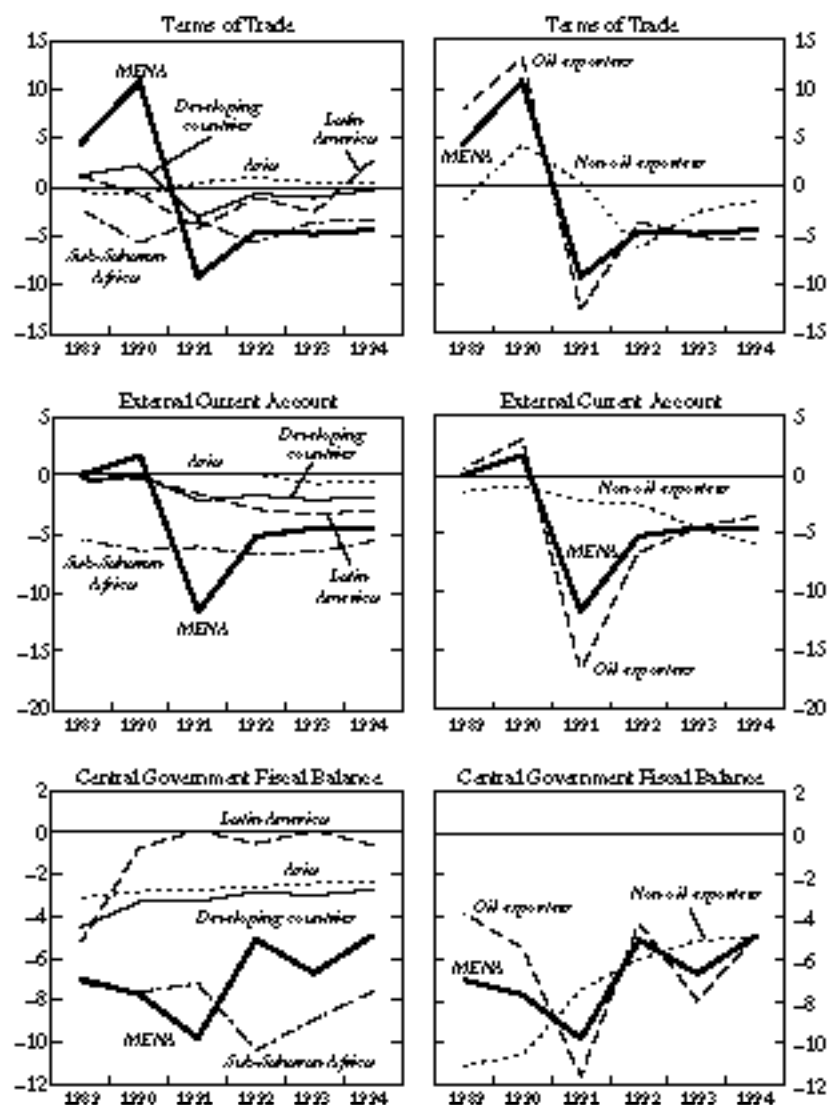 Terms of Trade
15
10
5
0
−5
−10
−15
MENA
Developing
countries
Latin
America
Asia
Sub-Saharan
Africa
1989 1990 1991 1992 1993 1994
Terms of Trade
15
10
5
0
−5
−10
−15
Oil exporters
MENA
Non-oil exporters
1989 1990 1991 1992 1993 1994
External Current Account
5
0
−5
−10
−15
−20
Developing
countries
Asia
Sub-Saharan
Africa
Latin
America
MENA
1989 1990 1991 1992 1993 1994
External Current Account
5
0
−5
−10
−15
−20
Non-oil exporters
MENA
Oil exporters
1989 1990 1991 1992 1993 1994
Central Government Fiscal Balance
2
0
−2
−4
−6
−8
−10
−12
Latin America
Asia
Developing countries
MENA
Sub-Saharan Africa
1989 1990 1991 1992 1993 1994
Central Government Fiscal Balance
2
0
−2
−4
−6
−8
−10
−12
Oil exporters
Non-oil exporters
MENA
1989 1990 1991 1992 1993 1994